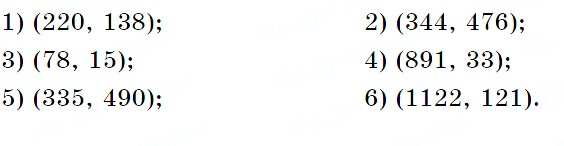 1) (220, 138); 2) (344, 476);
3) (78, 15); 4) (891, 33);
5) (335, 490); 6) (1122, 121).